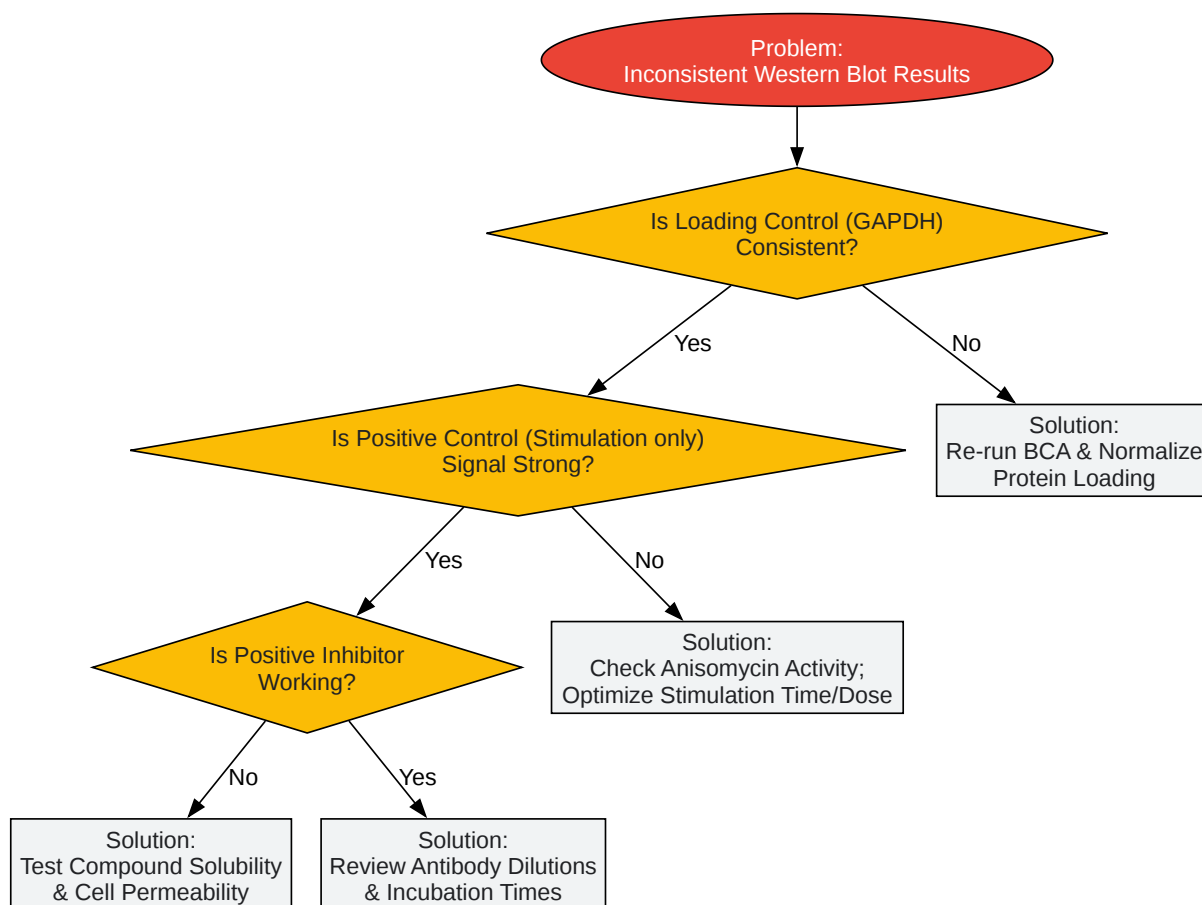 Problem:
Inconsistent Western Blot Results
Is Loading Control (GAPDH)
Consistent?
Yes
No
Is Positive Control (Stimulation only)
Signal Strong?
Solution:
Re-run BCA & Normalize
Protein Loading
Yes
No
Is Positive Inhibitor
Working?
Solution:
Check Anisomycin Activity;
Optimize Stimulation Time/Dose
No
Yes
Solution:
Test Compound Solubility
& Cell Permeability
Solution:
Review Antibody Dilutions
& Incubation Times